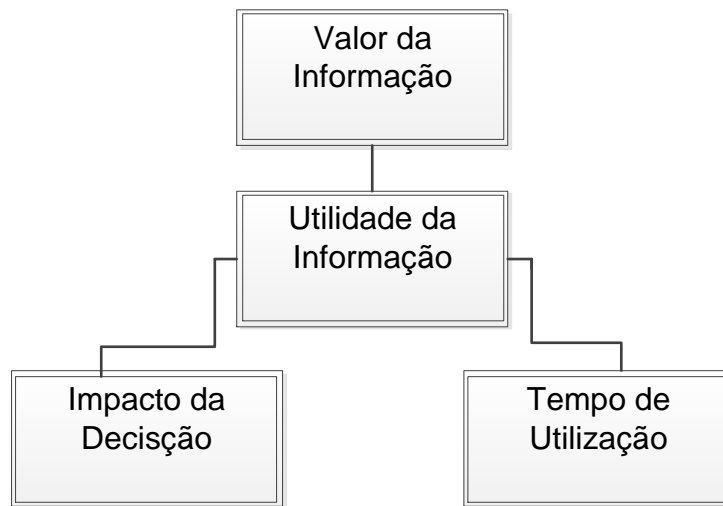 Valor da
Informação
Utilidade da
Informação
Impacto da
Decisção
Tempo de
Utilização